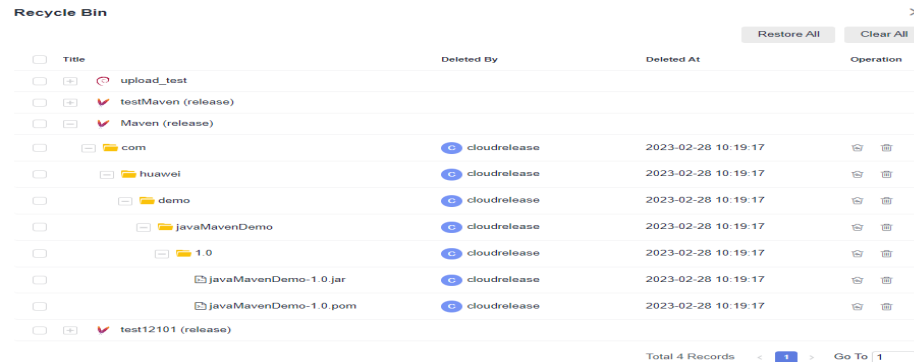 Recycle Bin
Restore All Clear All
Title Deleted By Deleted At Operation
upload_test
testMaven (release)
Maven (release)
com C cloudrelease 2023-02-28 10:19:17
huawei C cloudrelease 2023-02-28 10:19:17
demo C cloudrelease 2023-02-28 10:19:17
javaMavenDemo C cloudrelease 2023-02-28 10:19:17
1.0 C cloudrelease 2023-02-28 10:19:17
javaMavenDemo-1.0.jar C cloudrelease 2023-02-28 10:19:17
javaMavenDemo-1.0.pom C cloudrelease 2023-02-28 10:19:17
test12101 (release)
Total 4 Records < 1 > Go To 1